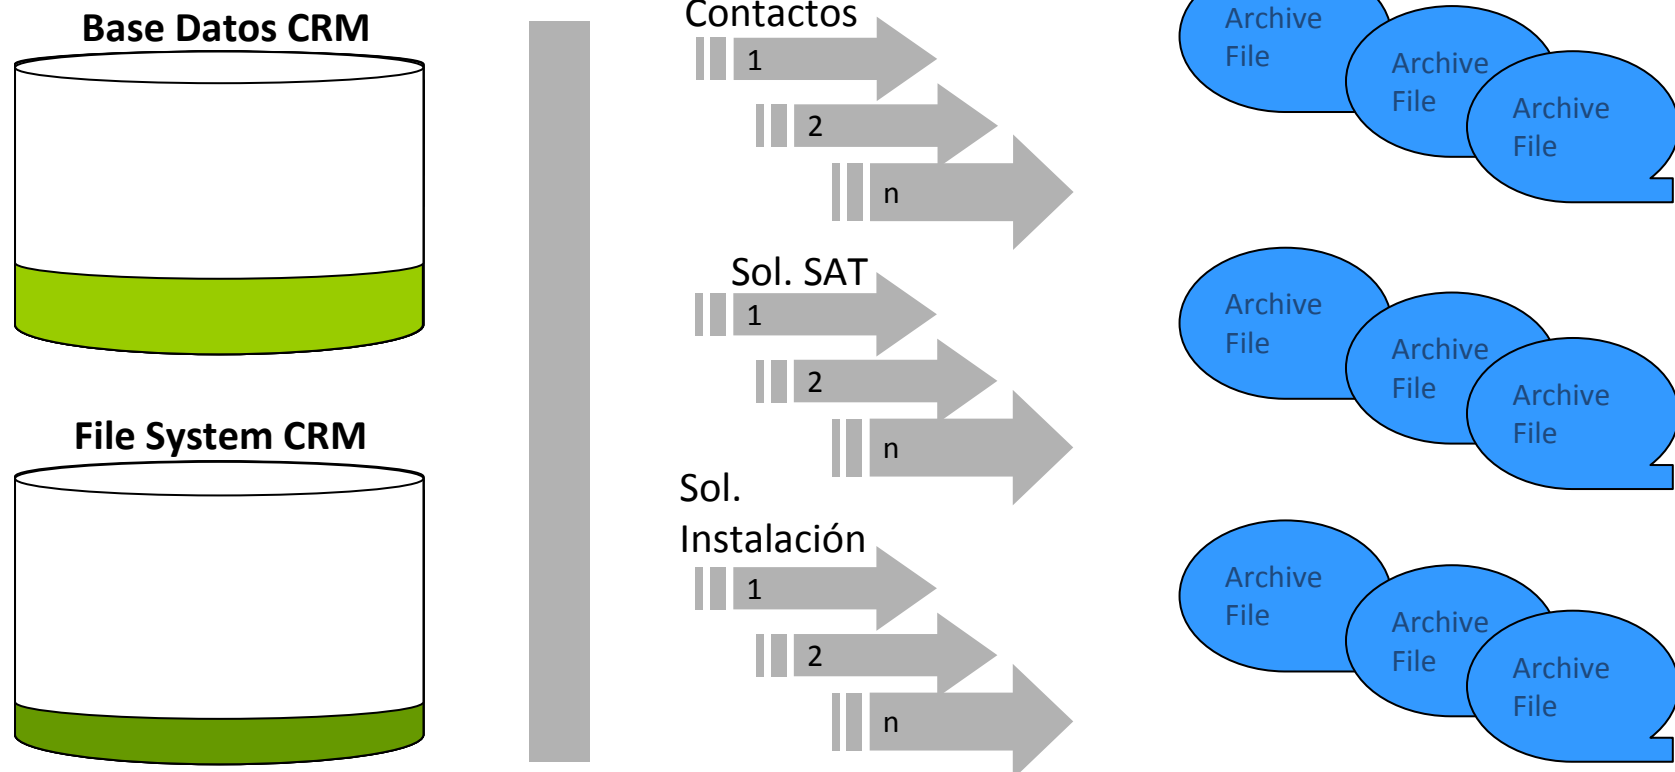 Base Datos CRM
File System CRM
Contactos
1
2
n
Sol. SAT
1
2
n
Sol.
Instalación
1
2
n
Archive
File
Archive
File
Archive
File
Archive
File
Archive
File
Archive
File
Archive
File
Archive
File
Archive
File